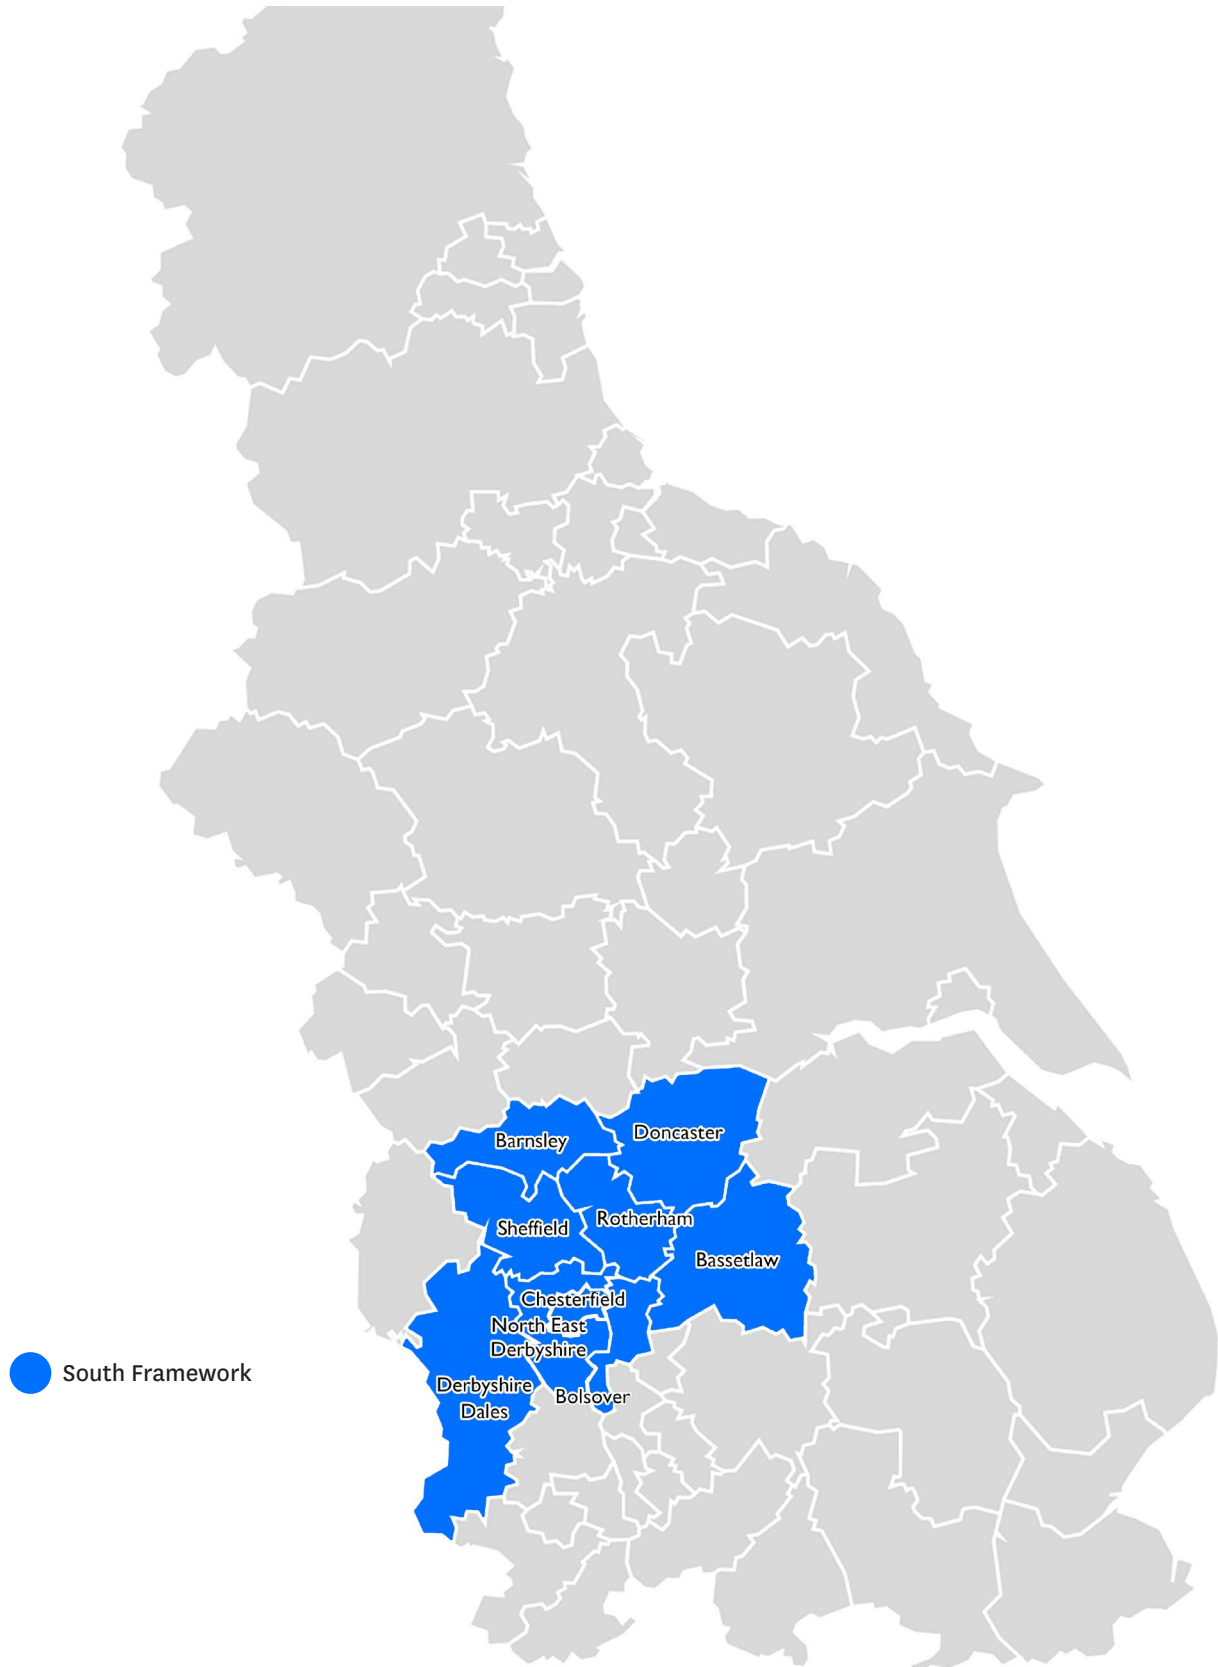 Doncaster
Barnsley
Rotherham
Sheffield
Bassetlaw
Chesterfield
North East
Derbyshire
South Framework
Derbyshire
Dales
Bolsover